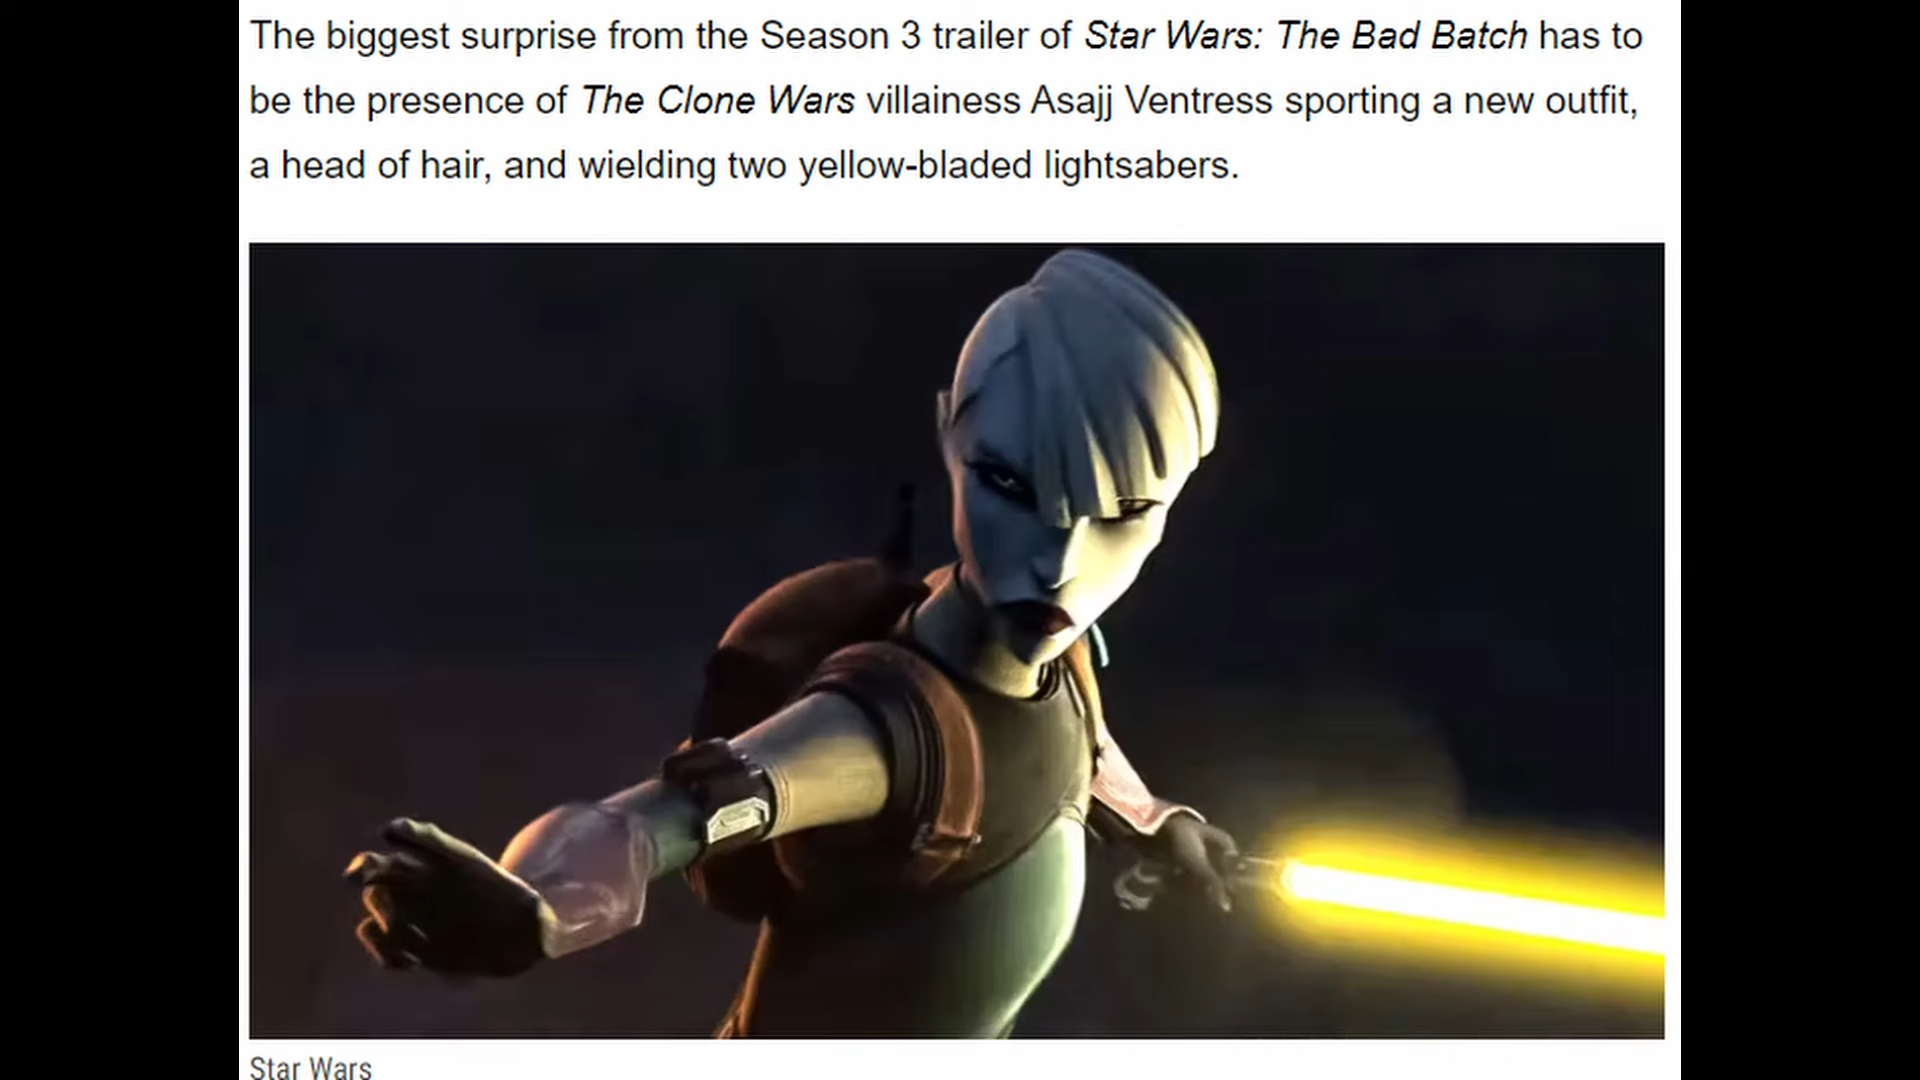 The biggest surprise from the Season 3 trailer of Star Wars: The Bad Batch has to
be the presence of The Clone Wars villainess Asajj Ventress sporting a new outfit,
a head of hair, and wielding two yellow-bladed lightsabers.
Star Wars